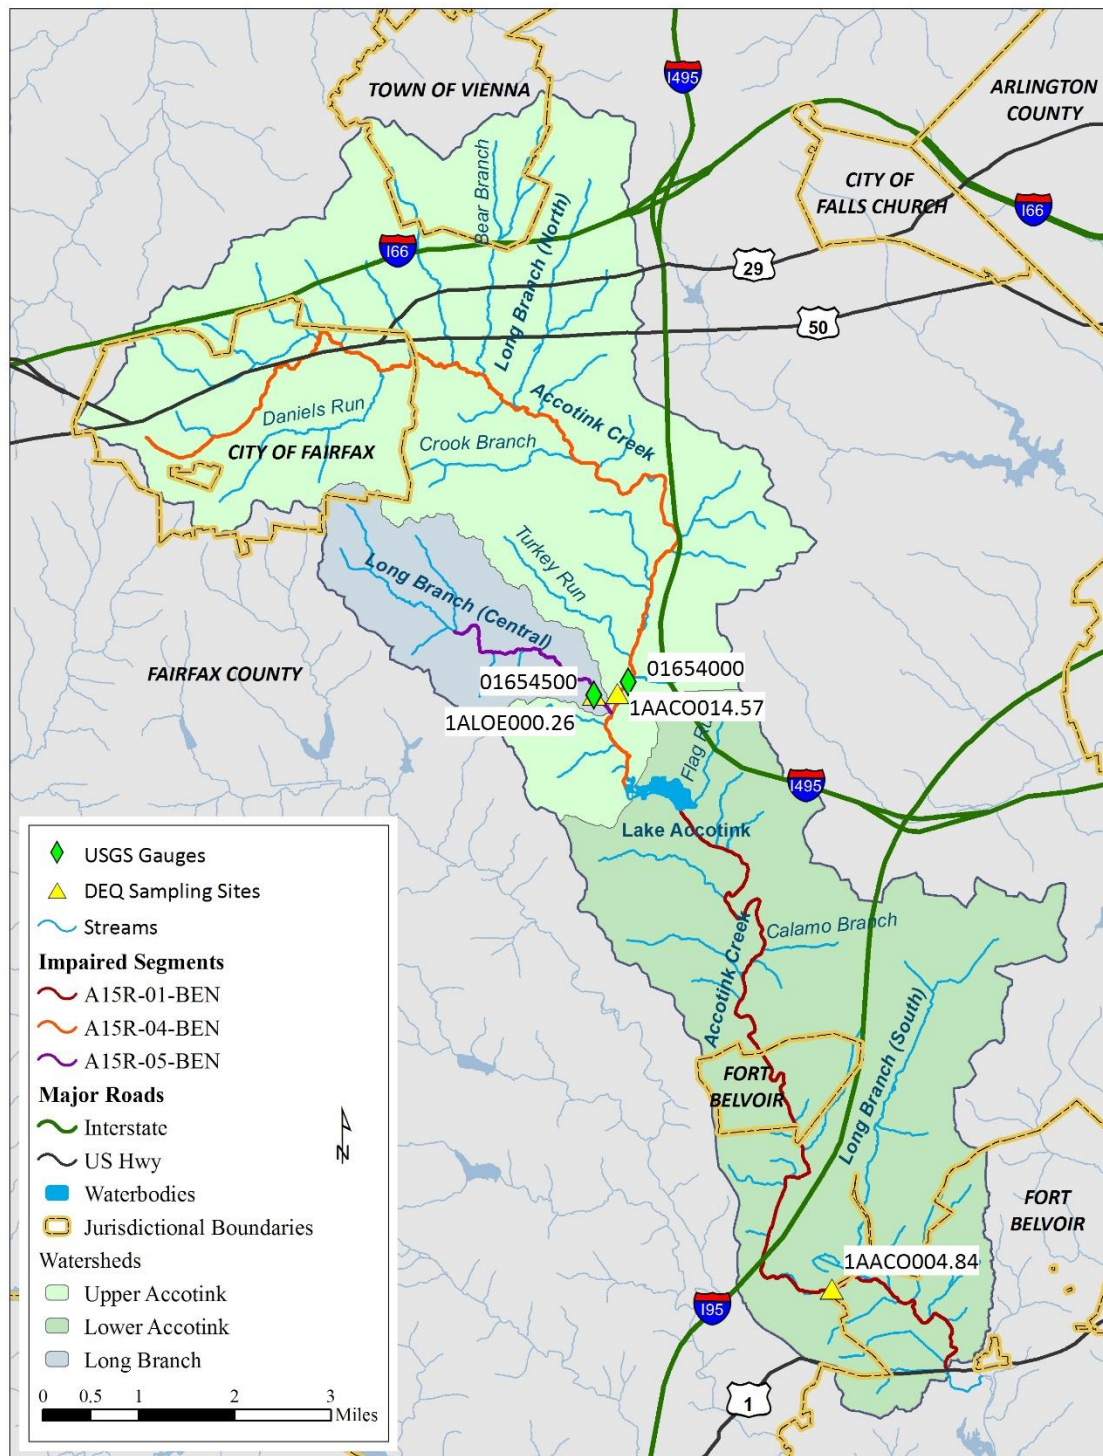 I495
ARLINGTON
COUNTY
TOWN OF VIENNA
CITY OF
FALLS CHURCH
I66
I66
Bear Branch
Long Branch (North)
29
50
Accotink Creek
Daniels Run
Crook Branch
CITY OF FAIRFAX
Turkey Run
Long Branch (Central)
FAIRFAX COUNTY
01654500
01654000
1AACO014.57
1ALOE000.26
I495
Lake Accotink
Calamo Branch
Accotink Creek
Long Branch (South)
FORT
BELVOIR
FORT
BELVOIR
1AACO004.84
I95
1
USGS Gauges
DEQ Sampling Sites
Streams
Impaired Segments
A15R-01-BEN
A15R-04-BEN
A15R-05-BEN
Major Roads
Interstate
US Hwy
Waterbodies
Jurisdictional Boundaries
Watersheds
Upper Accotink
Lower Accotink
Long Branch
N
0 0.5 1 2 3
Miles
Flag